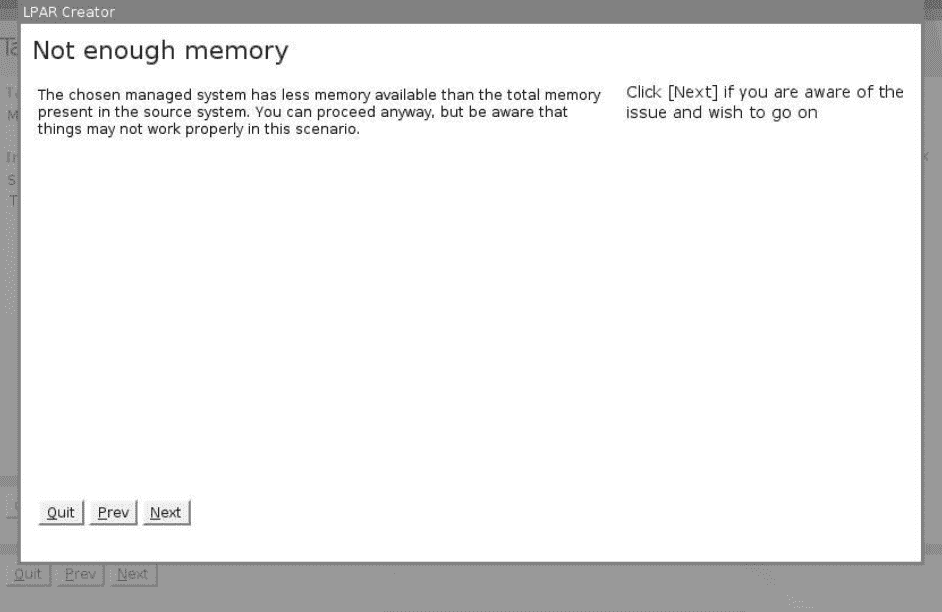 LPAR Creator
Not enough memory
The chosen managed system has less memory available than the total memory
present in the source system. You can proceed anyway, but be aware that
things may not work properly in this scenario.
Click [Next] if you are aware of the
issue and wish to go on
Quit Prev Next
Quit Prev Next